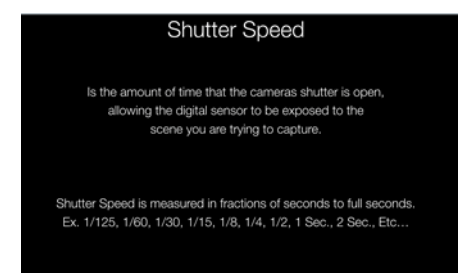 Shutter Speed
Is the amount of time that the cameras shutter is open,
allowing the digital sensor to be exposed to the
scene you are trying to capture.
Shutter Speed is measured in fractions of seconds to full seconds.
Ex. 1/125, 1/60, 1/30, 1/15, 1/8, 1/4, 1/2, 1 Sec., 2 Sec., Etc...